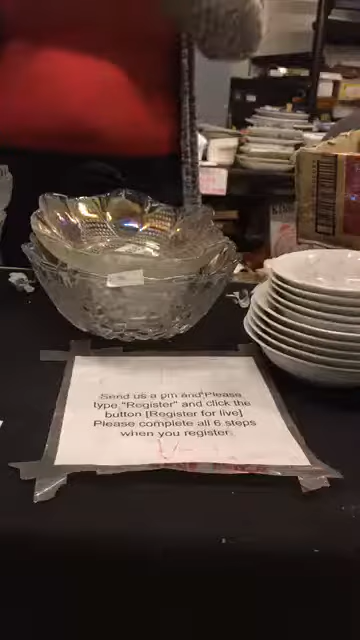 Send us a pm and Please
type "Register" and click the
button [Register for live]
Please complete all 6 steps
when you register.